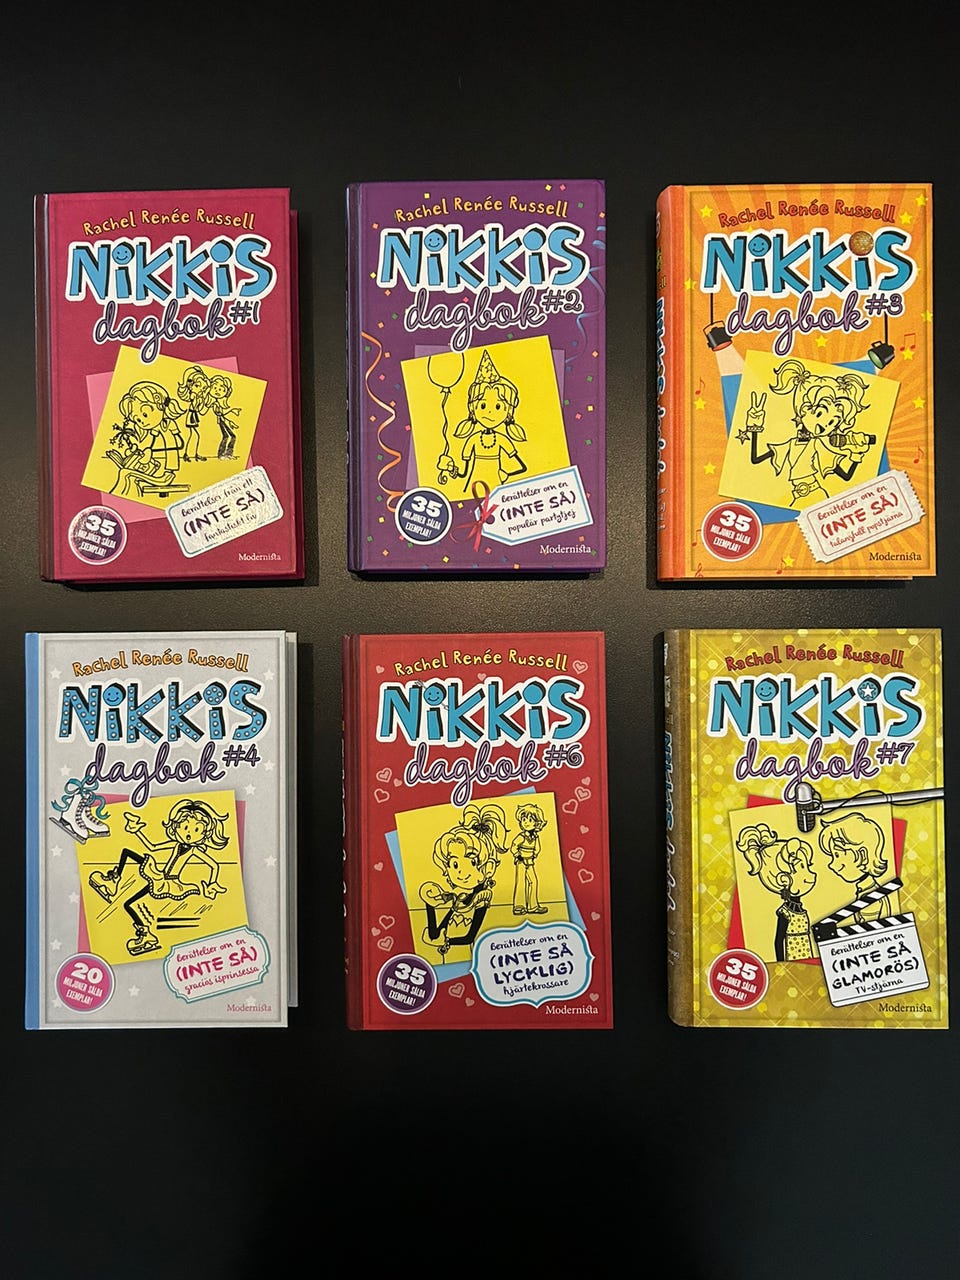 Rachel Renée Russell
NiKKiS
dagbok #1
35
MILJONER SÅLDA
EXEMPLAR!
Berättelser från ett
(INTE SÅ)
fantastiskt liv
Modernista
Rachel Renée Russell
NiKKiS
dagbok #2
35
MILJONER SÅLDA
EXEMPLAR!
Berättelser om en
(INTE SÅ)
populär partytjej
Modernista
Rachel Renée Russell
NiKKiS
dagbok #3
35
MILJONER SÅLDA
EXEMPLAR!
Berättelser om en
(INTE SÅ)
talangfull popstjärna
Modernista
Rachel Renée Russell
NiKKiS
dagbok #4
20
MILJONER SÅLDA
EXEMPLAR!
Berättelser om en
(INTE SÅ)
graciös isprinsessa
Modernista
Rachel Renée Russell
NiKKiS
dagbok #6
35
MILJONER SÅLDA
EXEMPLAR!
Berättelser om en
(INTE SÅ
LYCKLIG)
hjärtekrossare
Modernista
Rachel Renée Russell
NiKKiS
dagbok #7
35
MILJONER SÅLDA
EXEMPLAR!
Berättelser om en
(INTE SÅ
GLAMORÖS)
TV-stjärna
Modernista